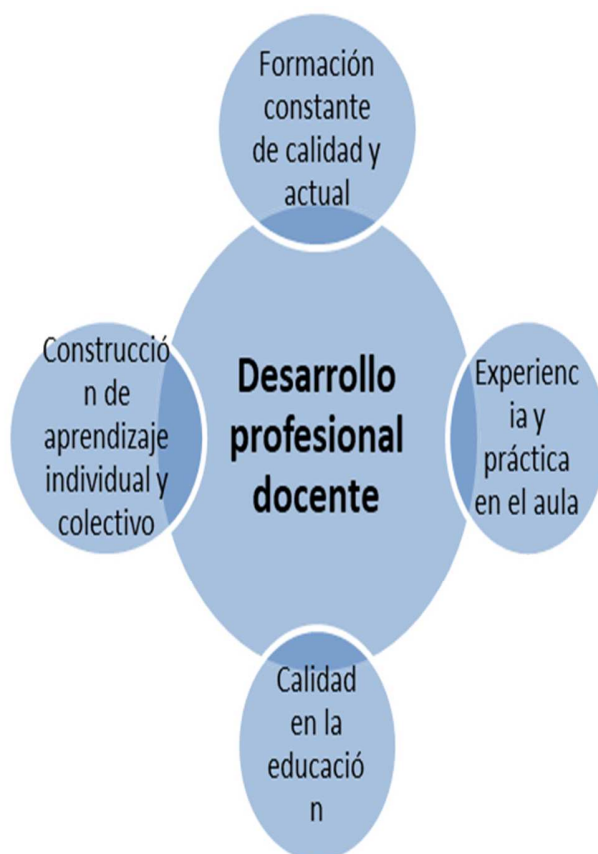 Formación
constante
de calidad y
actual
Construcció
n de
aprendizaje
individual y
colectivo
Desarrollo
profesional
docente
Experienc
ia y
práctica
en el aula
Calidad
en la
educació
n